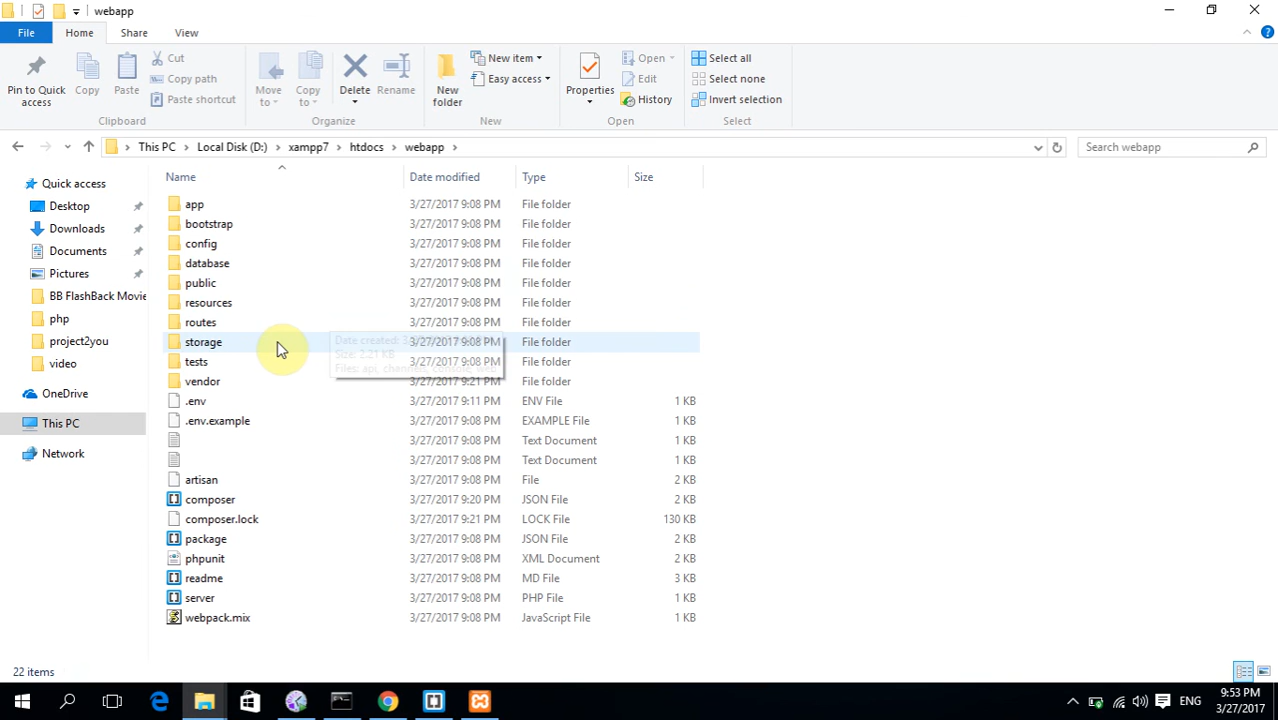 webapp
File Home Share View
Pin to Quick access
Copy
Paste
Cut
Copy path
Paste shortcut
Clipboard
Move to
Copy to
Delete
Rename
Organize
New folder
New item
Easy access
New
Properties
Open
Edit
History
Open
Select all
Select none
Invert selection
Select
This PC Local Disk (D:) xampp7 htdocs webapp
Search webapp
Name Date modified Type Size
Quick access
Desktop
Downloads
Documents
Pictures
BB FlashBack Movie
php
project2you
video
OneDrive
This PC
Network
app 3/27/2017 9:08 PM File folder
bootstrap 3/27/2017 9:08 PM File folder
config 3/27/2017 9:08 PM File folder
database 3/27/2017 9:08 PM File folder
public 3/27/2017 9:08 PM File folder
resources 3/27/2017 9:08 PM File folder
routes 3/27/2017 9:08 PM File folder
storage 3/27/2017 9:08 PM File folder
tests 3/27/2017 9:08 PM File folder
vendor 3/27/2017 9:21 PM File folder
.env 3/27/2017 9:11 PM ENV File 1 KB
.env.example 3/27/2017 9:08 PM EXAMPLE File 1 KB
3/27/2017 9:08 PM Text Document 1 KB
3/27/2017 9:08 PM Text Document 1 KB
artisan 3/27/2017 9:08 PM File 2 KB
composer 3/27/2017 9:20 PM JSON File 2 KB
composer.lock 3/27/2017 9:21 PM LOCK File 130 KB
package 3/27/2017 9:08 PM JSON File 2 KB
phpunit 3/27/2017 9:08 PM XML Document 2 KB
readme 3/27/2017 9:08 PM MD File 3 KB
server 3/27/2017 9:08 PM PHP File 1 KB
webpack.mix 3/27/2017 9:08 PM JavaScript File 1 KB
Date created: 3/
Size: 2.21 KB
Files: api, channels, console, web
22 items
ENG
9:53 PM
3/27/2017